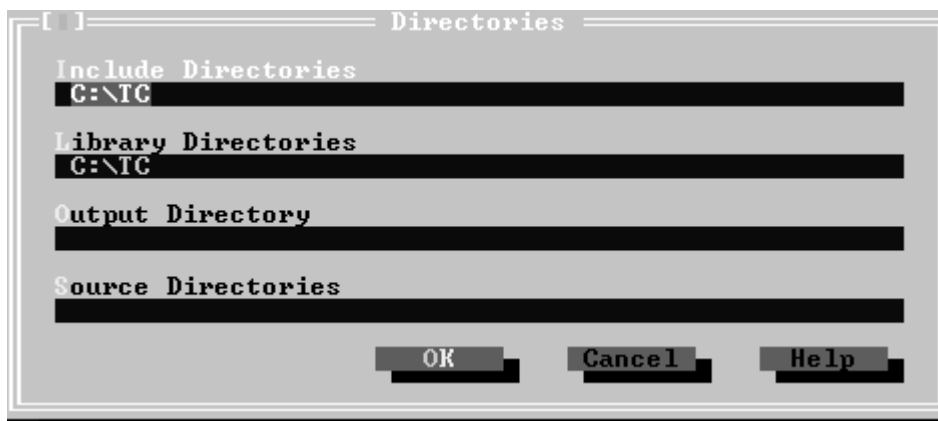 [ ] Directories
Include Directories
C:\TC
Library Directories
C:\TC
Output Directory
Source Directories
OK Cancel Help